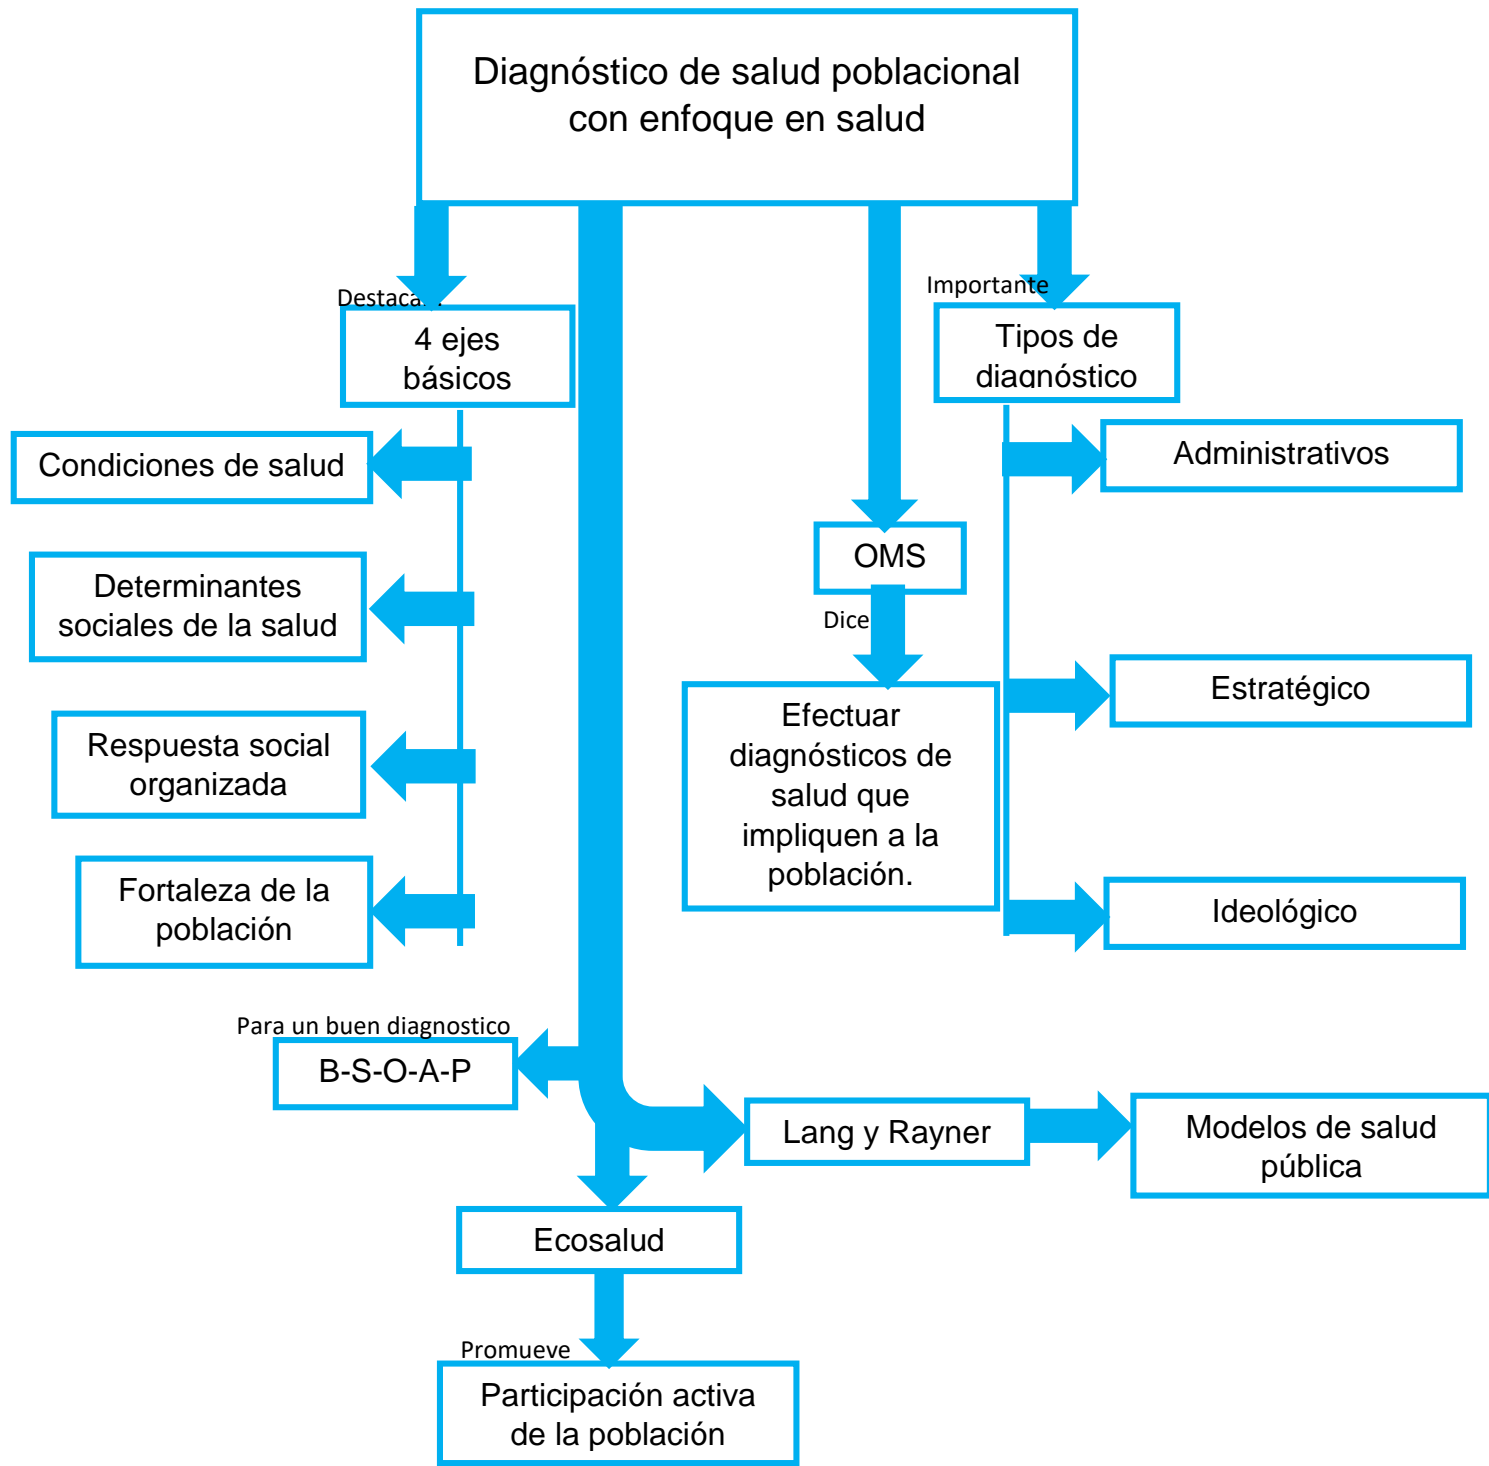 Diagnóstico de salud poblacional
con enfoque en salud
Importante
4 ejes
básicos
Tipos de
diagnóstico
Condiciones de salud
Administrativos
OMS
Dice
Determinantes
sociales de la salud
Estratégico
Efectuar
diagnósticos de
salud que
impliquen a la
población.
Respuesta social
organizada
Fortaleza de la
población
Ideológico
Para un buen diagnostico
B-S-O-A-P
Lang y Rayner
Modelos de salud
pública
Ecosalud
Promueve
Participación activa
de la población